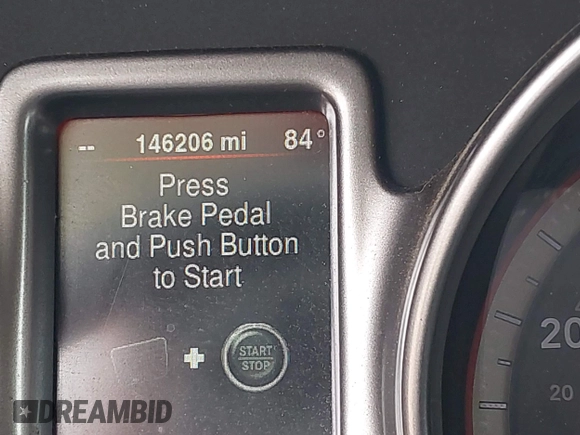 -- 146206 mi 84°
Press
Brake Pedal
and Push Button
to Start
START
STOP
20
20
DREAMBID